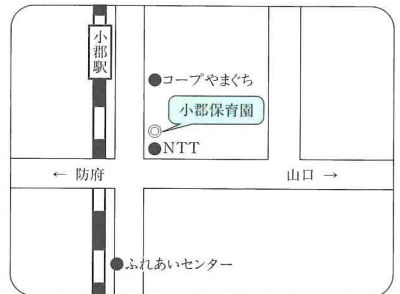 小郡駅
コープやまぐち
小郡保育園
NTT
← 防府
山口 →
ふれあいセンター